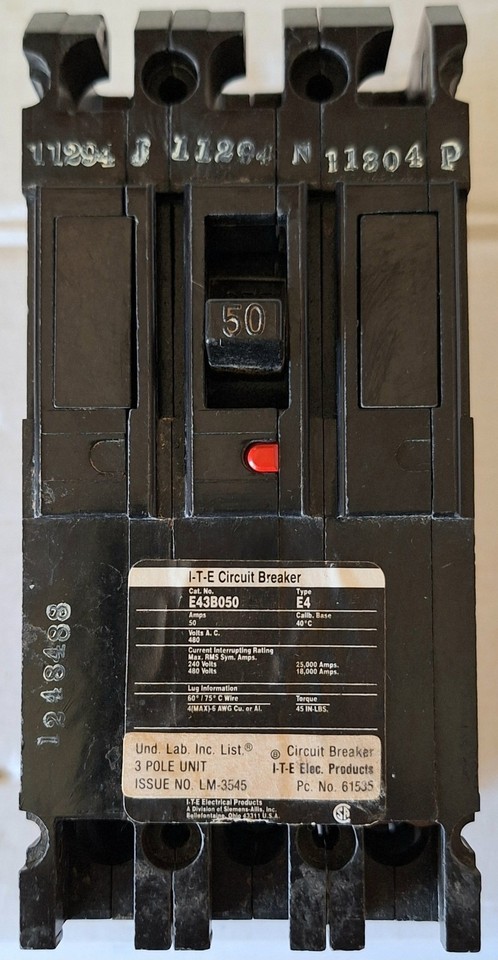 11294 J 11294 N 11304 P
50
I-T-E Circuit Breaker
Cat. No. Type
E43B050 E4
Amps Calib. Base
50 40°C
Volts A. C.
480
Current Interrupting Rating
Max. RMS Sym. Amps.
240 Volts 25,000 Amps.
480 Volts 18,000 Amps.
Lug Information
60°/75°C Wire Torque
4(MAX)-6 AWG Cu. or Al. 45 IN-LBS.
Und. Lab. Inc. List.® ® Circuit Breaker
3 POLE UNIT I-T-E Elec. Products
ISSUE NO. LM-3545 Pc. No. 61535
I-T-E Electrical Products
A Division of Siemens-Allis, Inc.
Bellefontaine, Ohio 43311 U.S.A.
1248488